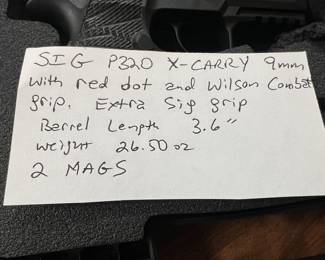 SIG P320 X-CARRY 9mm
with red dot and Wilson Combat
grip. Extra Sig grip
Barrel Length 3.6"
weight 26.50 oz
2 MAGS